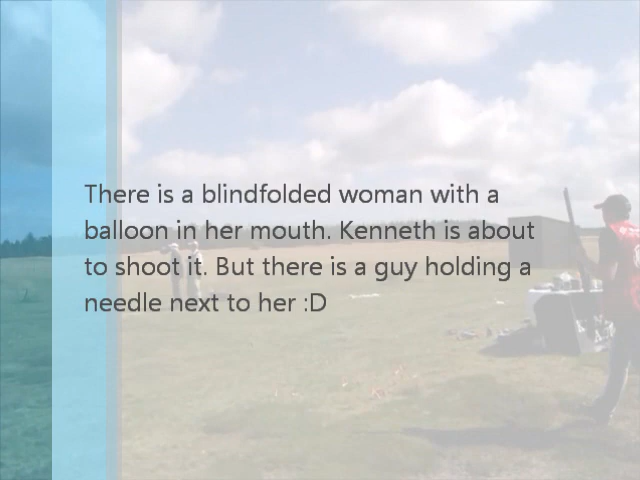 There is a blindfolded woman with a
balloon in her mouth. Kenneth is about
to shoot it. But there is a guy holding a
needle next to her :D